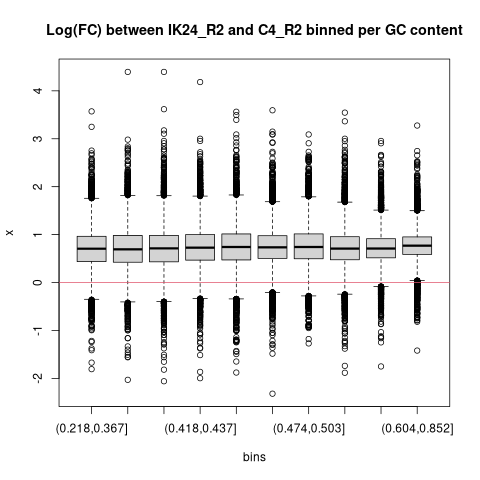 Log(FC) between IK24_R2 and C4_R2 binned per GC content
4
3
2
1
0
-1
-2
x
(0.218,0.367] (0.418,0.437] (0.474,0.503] (0.604,0.852]
bins